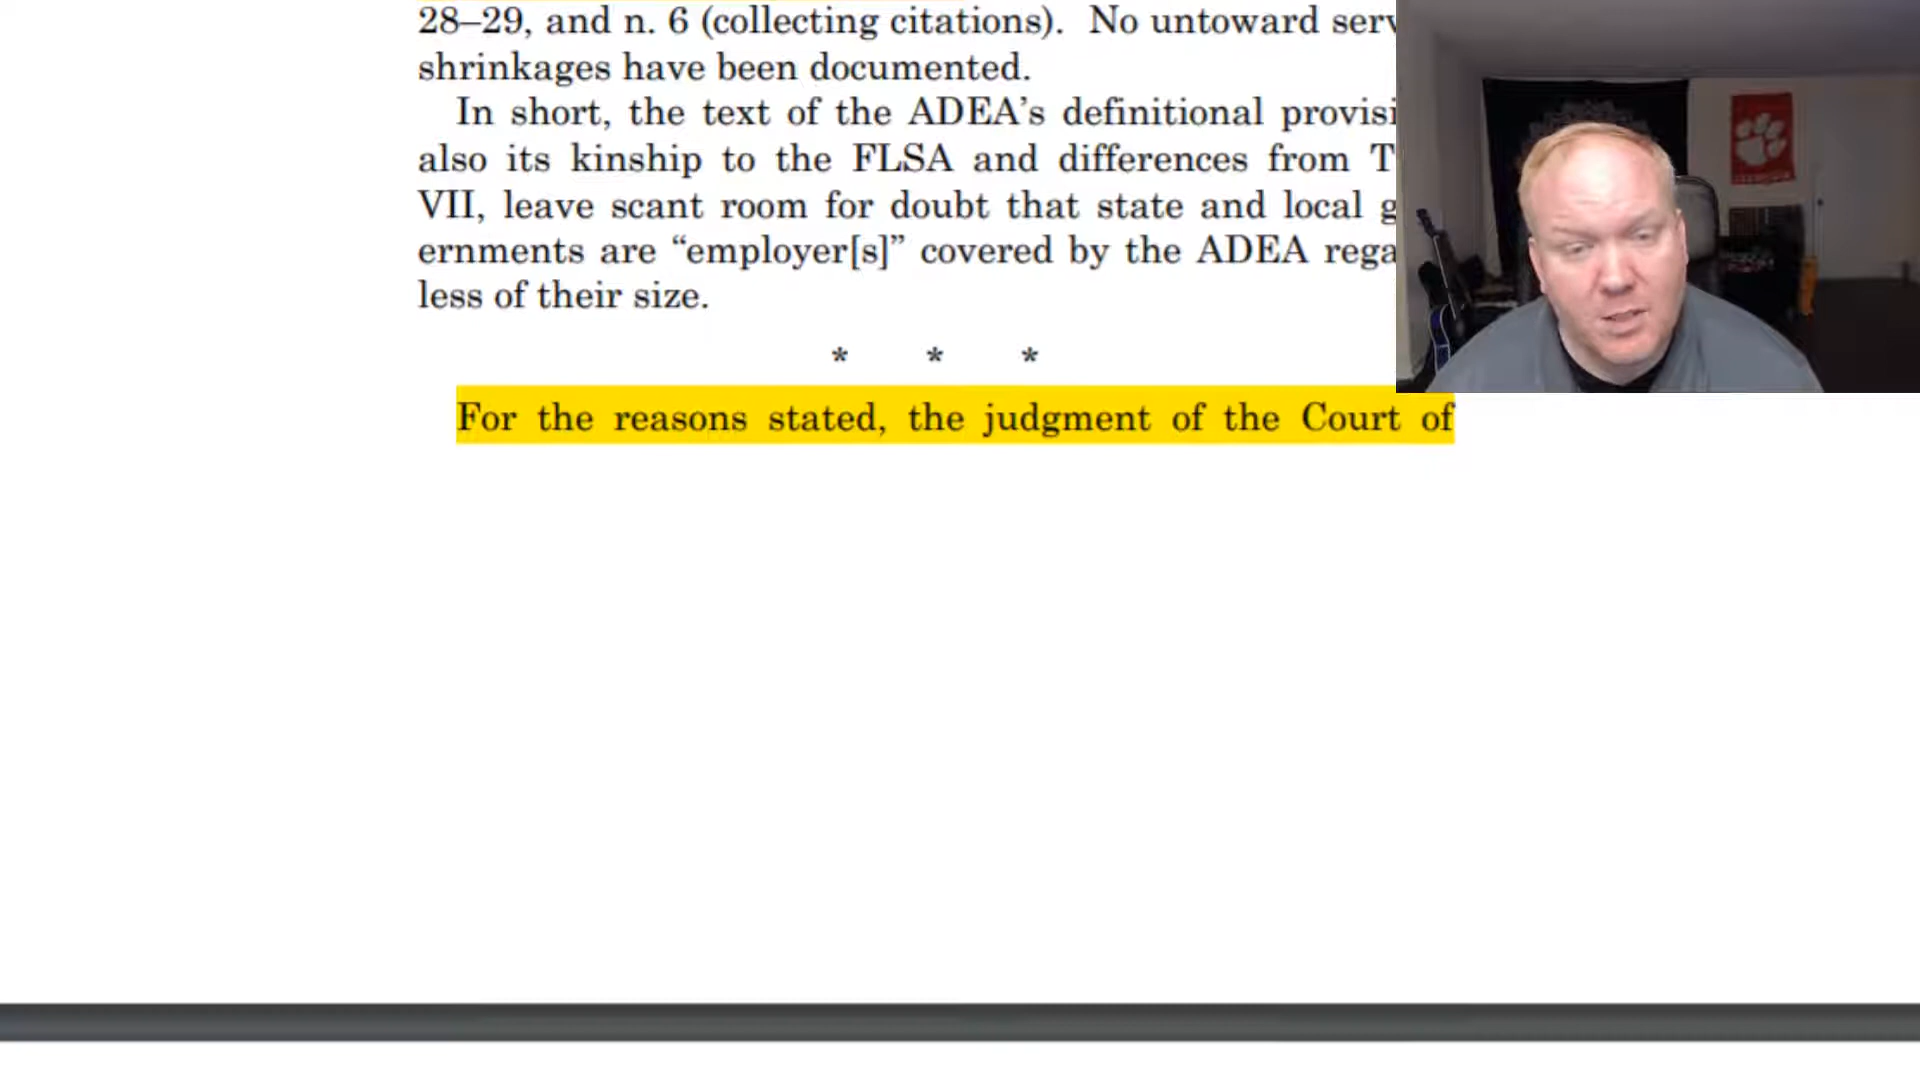 28–29, and n. 6 (collecting citations). No untoward
shrinkages have been documented.
In short, the text of the ADEA’s definitional
also its kinship to the FLSA and differences from
VII, leave scant room for doubt that state and local
ernments are “employer[s]” covered by the ADEA
less of their size.
* * *
For the reasons stated, the judgment of the Court of